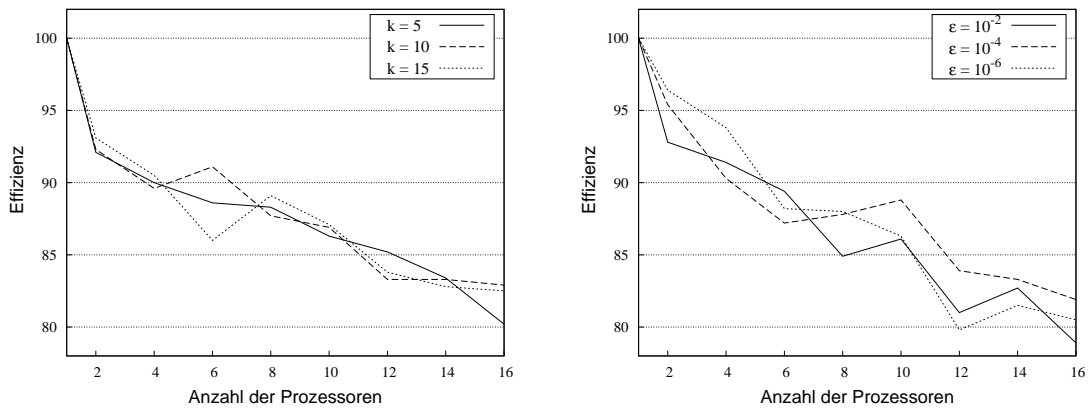 k = 5
k = 10
k = 15
100
95
90
85
80
Effizienz
2 4 6 8 10 12 14 16
Anzahl der Prozessoren
ε = 10⁻²
ε = 10⁻⁴
ε = 10⁻⁶
100
95
90
85
80
Effizienz
2 4 6 8 10 12 14 16
Anzahl der Prozessoren